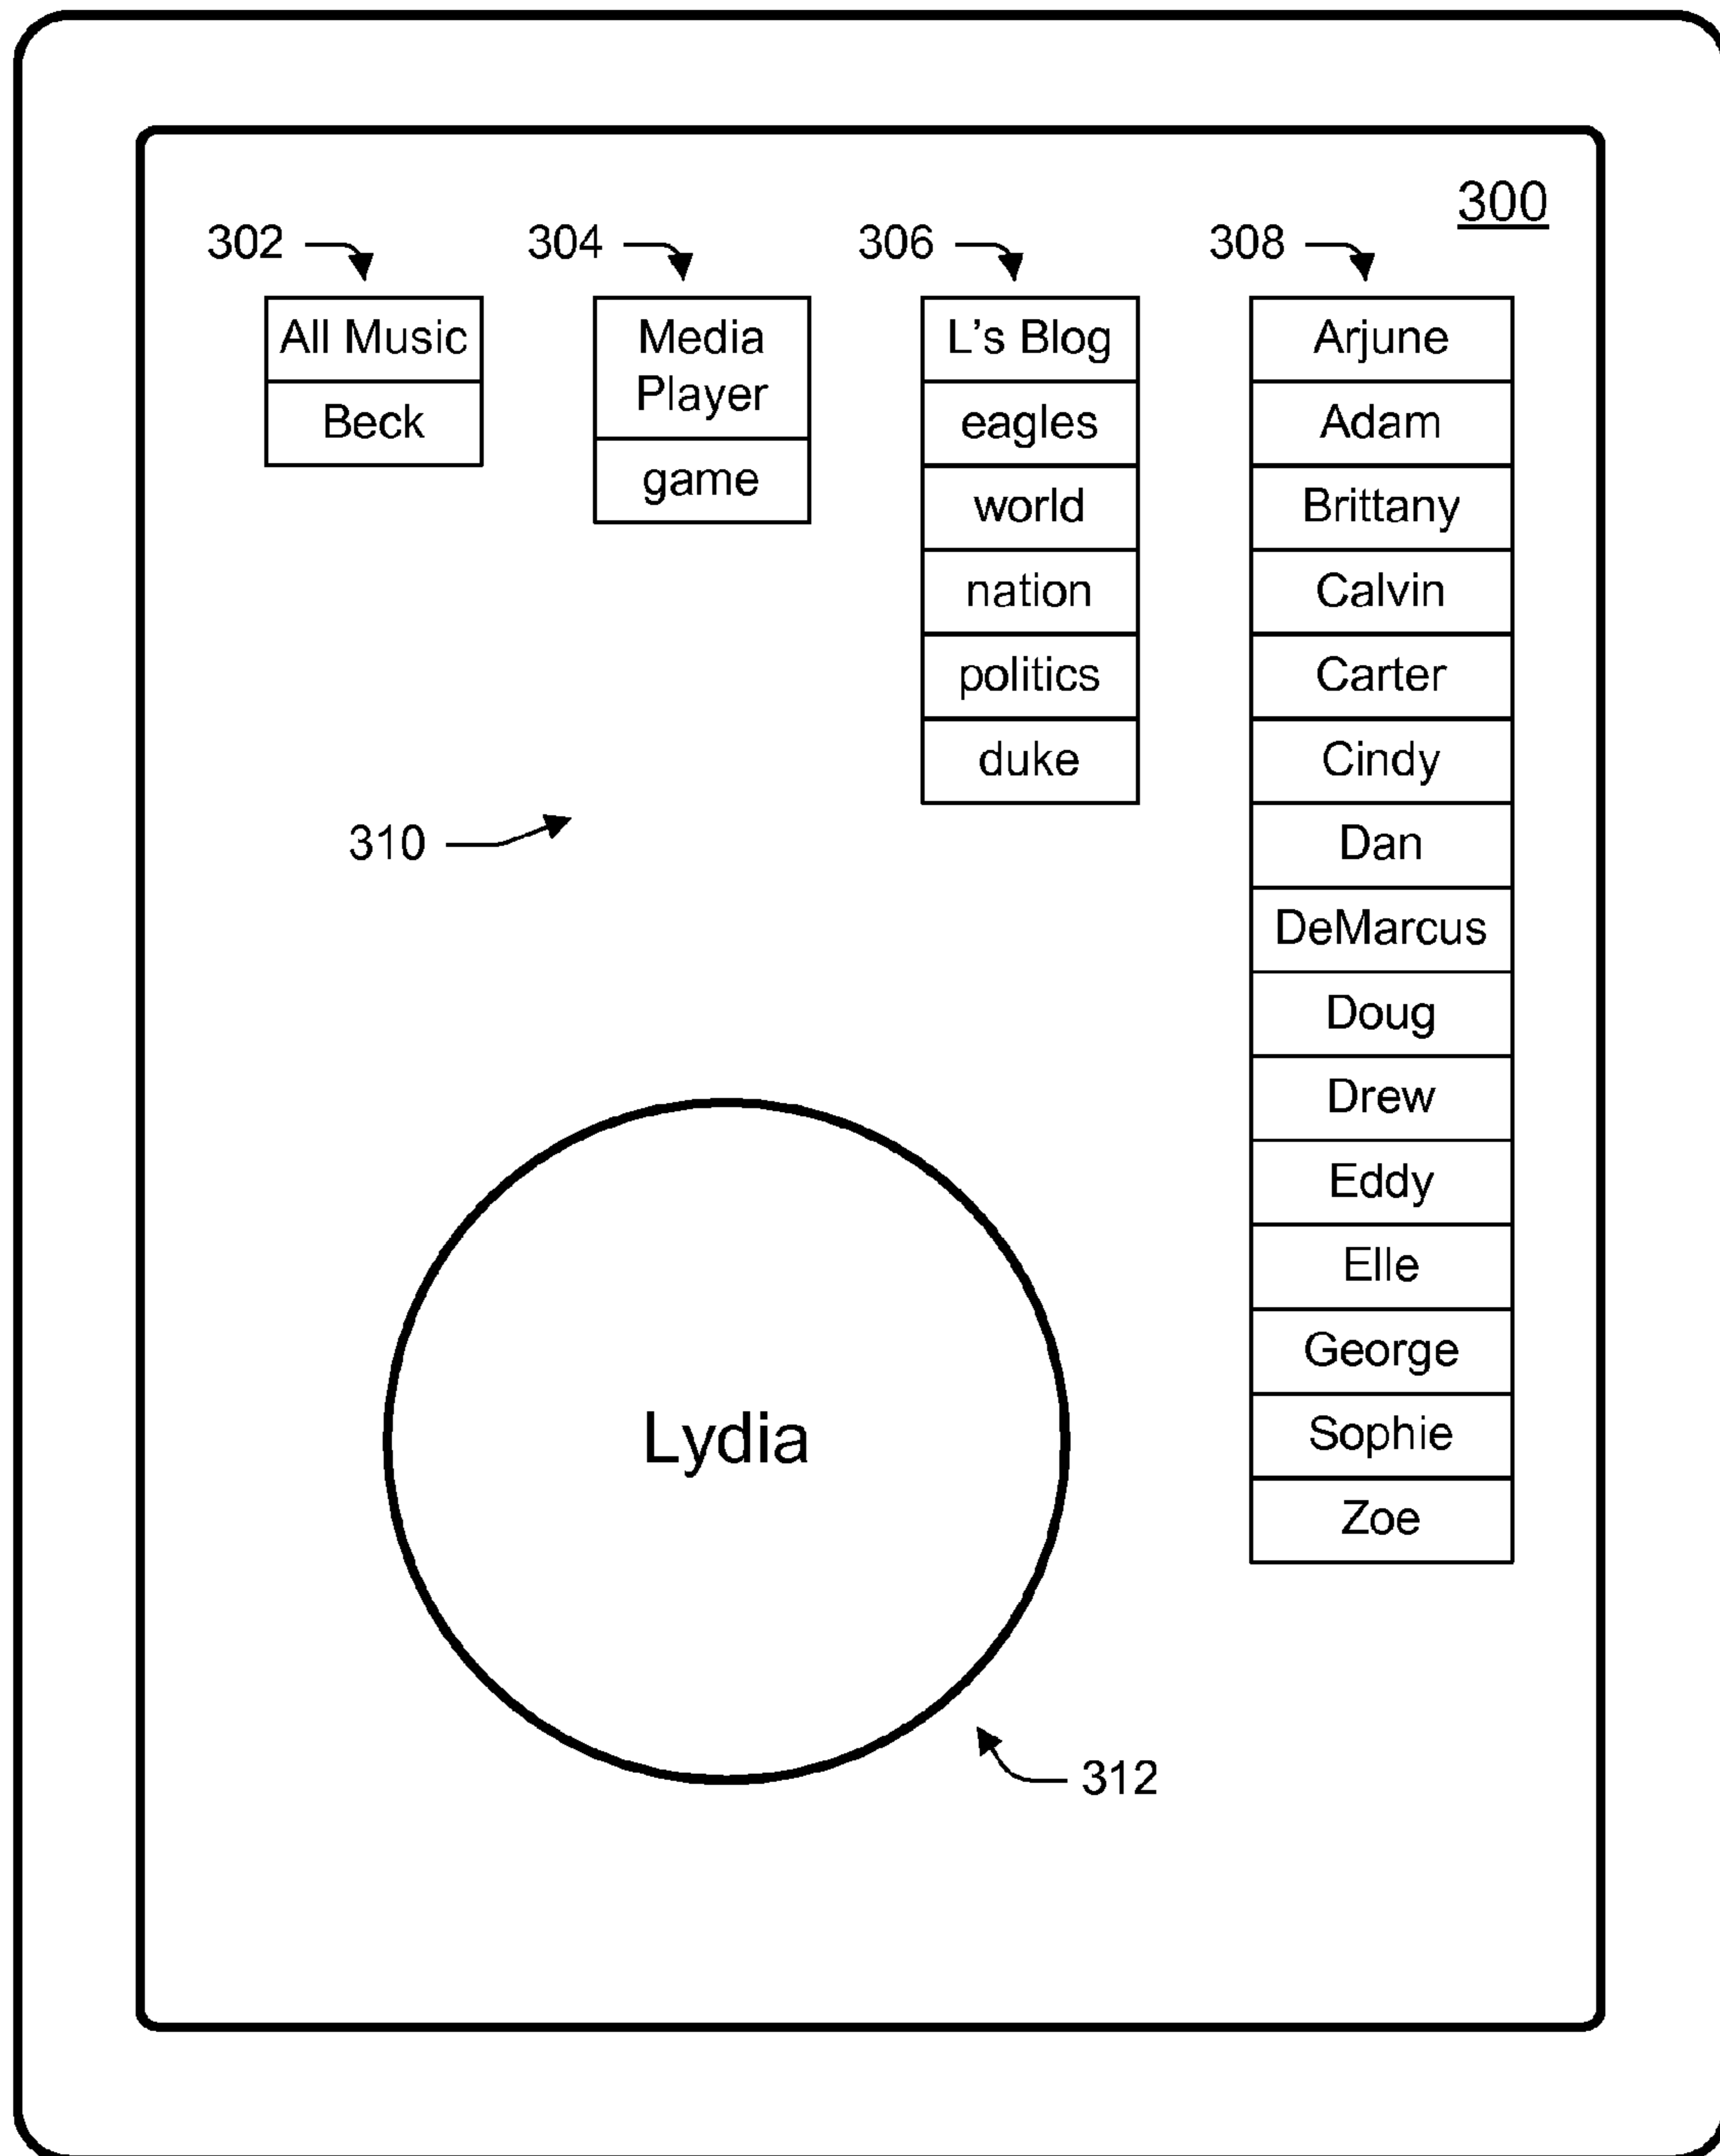 300
302
304
306
308
All Music
Beck
Media
Player
game
L's Blog
eagles
world
nation
politics
duke
Arjune
Adam
Brittany
Calvin
Carter
Cindy
Dan
DeMarcus
Doug
Drew
Eddy
Elle
George
Sophie
Zoe
310
Lydia
312